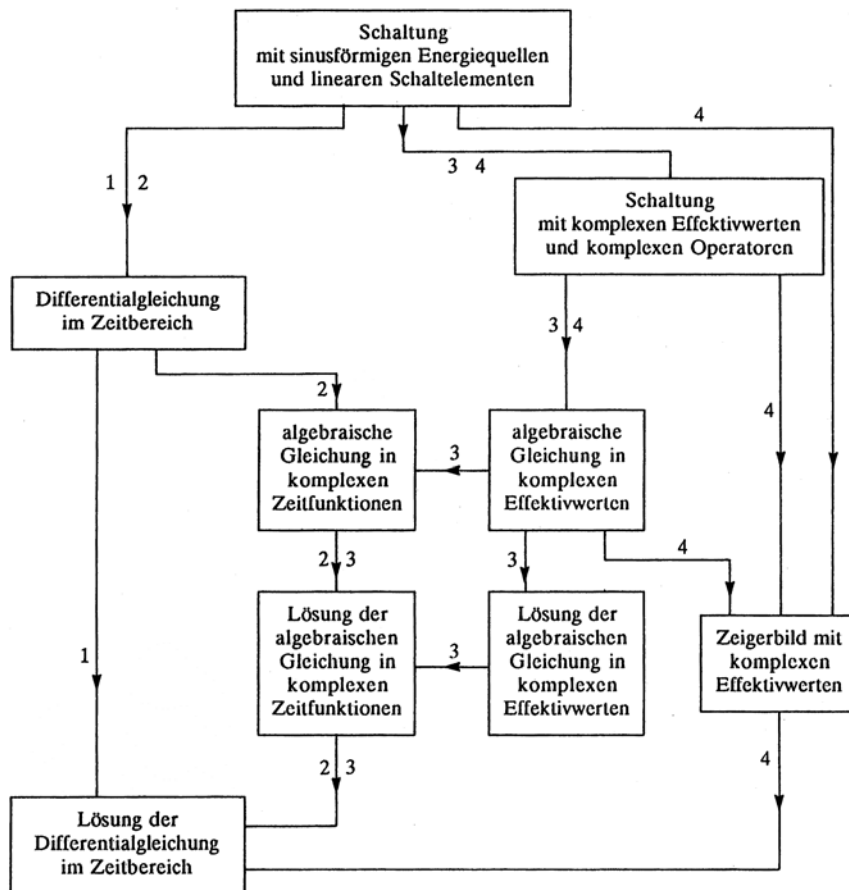 Schaltung
mit sinusförmigen Energiequellen
und linearen Schaltelementen
4
3 4
1 2
Schaltung
mit komplexen Effektivwerten
und komplexen Operatoren
Differentialgleichung
im Zeitbereich
3 4
2
4
algebraische
Gleichung in
komplexen
Zeitfunktionen
3
algebraische
Gleichung in
komplexen
Effektivwerten
2 3
3
4
1
Lösung der
algebraischen
Gleichung in
komplexen
Zeitfunktionen
3
Lösung der
algebraischen
Gleichung in
komplexen
Effektivwerten
Zeigerbild mit
komplexen
Effektivwerten
2 3
4
Lösung der
Differentialgleichung
im Zeitbereich